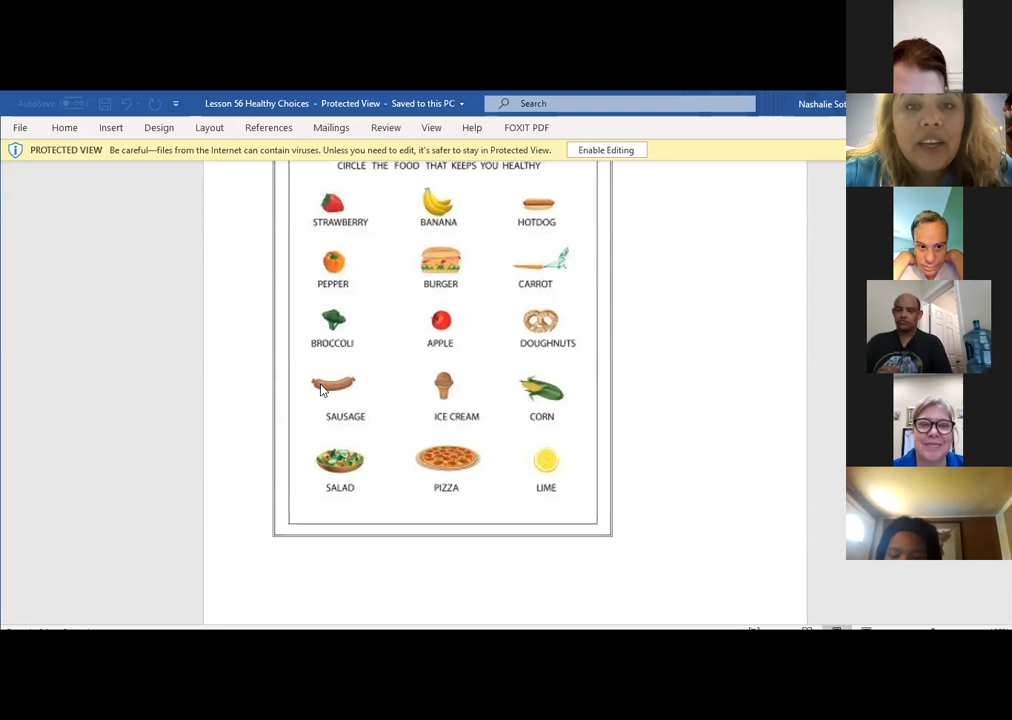 AutoSave
Lesson 56 Healthy Choices - Protected View - Saved to this PC
Search
Nashalie Sot
File Home Insert Design Layout References Mailings Review View Help FOXIT PDF
PROTECTED VIEW Be careful—files from the Internet can contain viruses. Unless you need to edit, it's safer to stay in Protected View. Enable Editing
CIRCLE THE FOOD THAT KEEPS YOU HEALTHY
STRAWBERRY BANANA HOTDOG
PEPPER BURGER CARROT
BROCCOLI APPLE DOUGHNUTS
SAUSAGE ICE CREAM CORN
SALAD PIZZA LIME